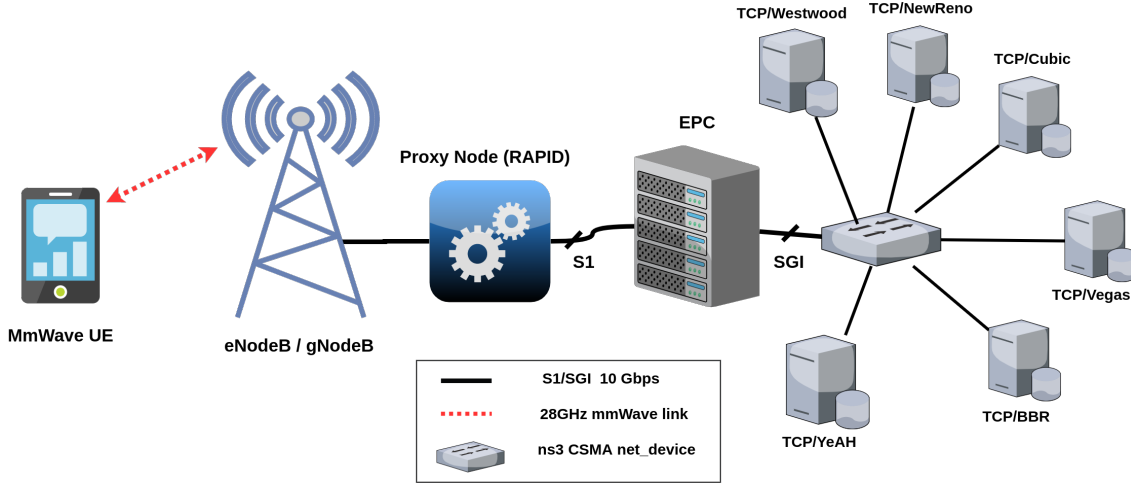 TCP/Westwood
TCP/NewReno
TCP/Cubic
EPC
Proxy Node (RAPID)
S1
SGI
TCP/Vegas
MmWave UE
eNodeB / gNodeB
TCP/BBR
TCP/YeAH
S1/SGI 10 Gbps
28GHz mmWave link
ns3 CSMA net_device